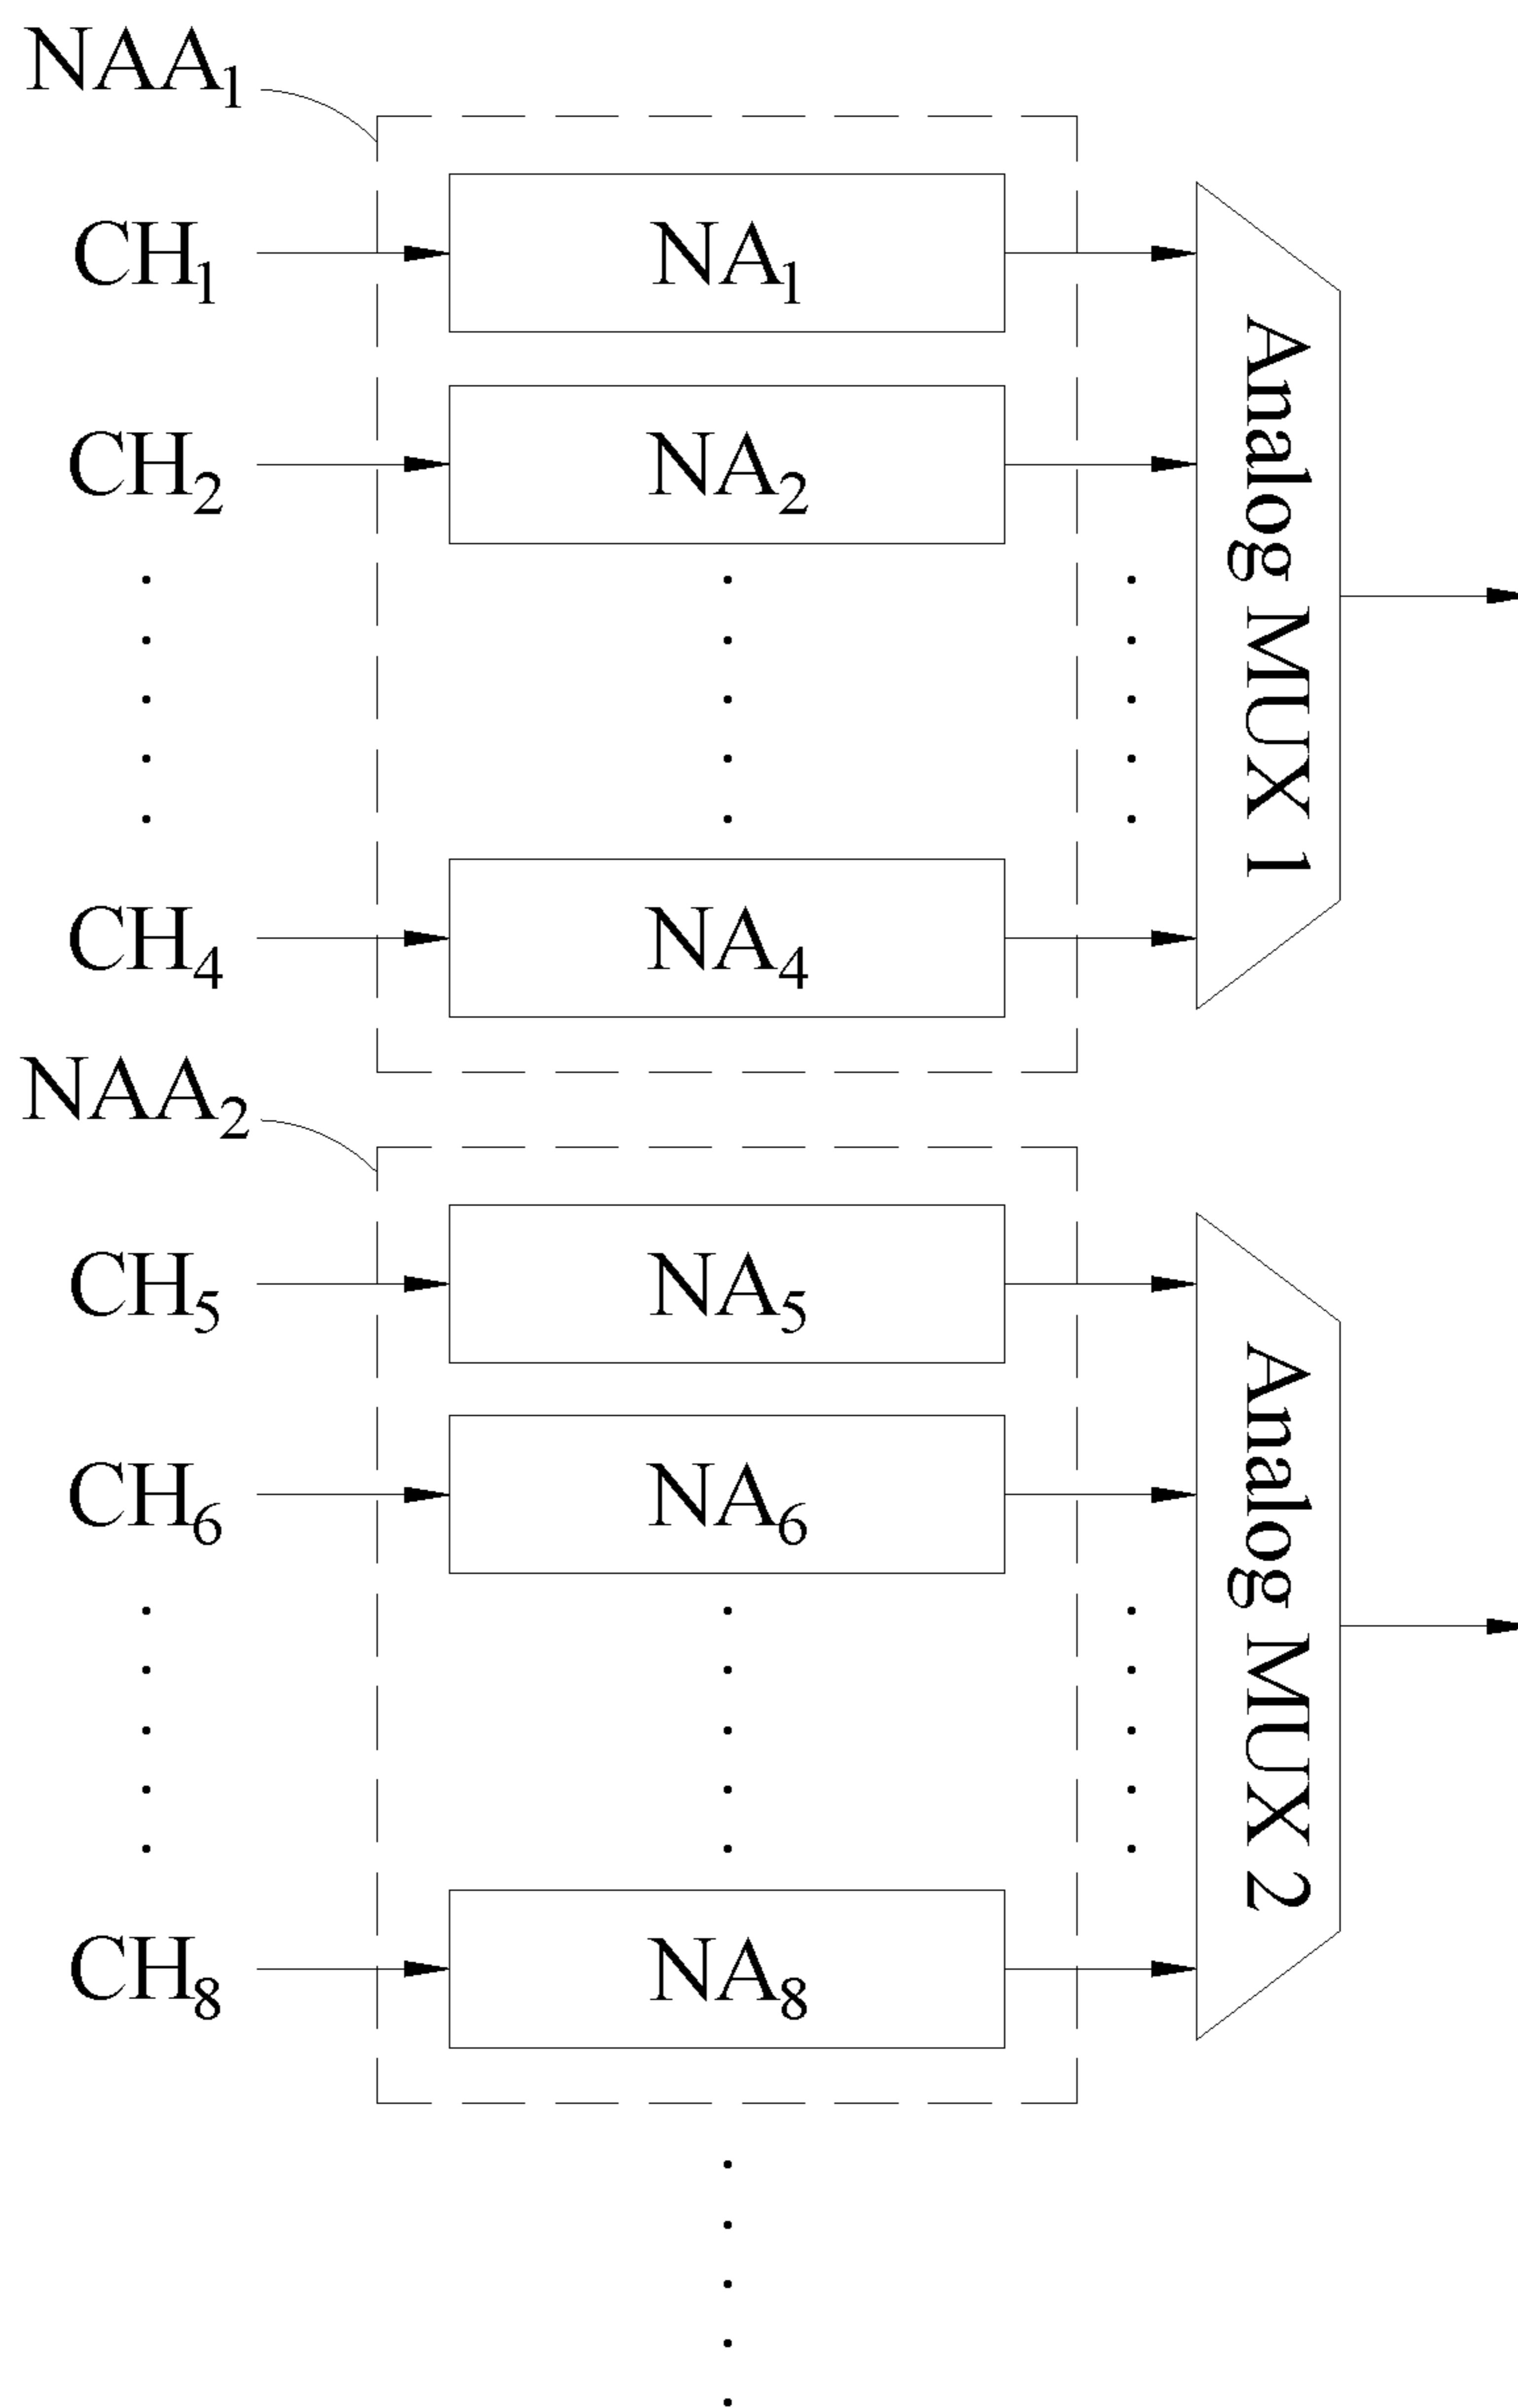 NAA₁
CH₁ NA₁
CH₂ NA₂
CH₄ NA₄
Analog MUX 1
NAA₂
CH₅ NA₅
CH₆ NA₆
CH₈ NA₈
Analog MUX 2